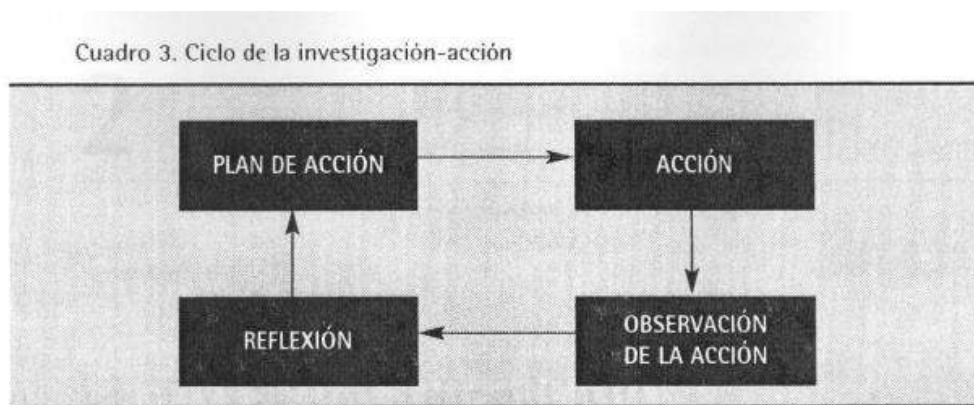 Cuadro 3. Ciclo de la investigación-acción
PLAN DE ACCIÓN
ACCIÓN
REFLEXIÓN
OBSERVACIÓN
DE LA ACCIÓN